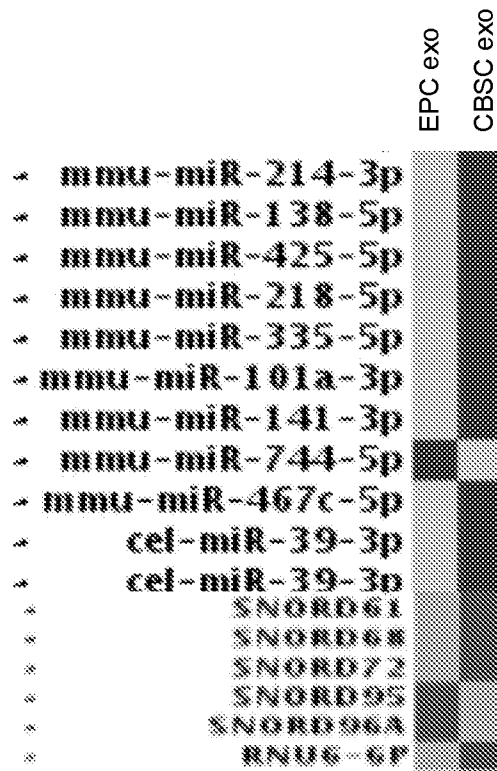 EPC exo
CBSC exo
mmu-miR-214-3p
mmu-miR-138-5p
mmu-miR-425-5p
mmu-miR-218-5p
mmu-miR-335-5p
mmu-miR-101a-3p
mmu-miR-141-3p
mmu-miR-744-5p
mmu-miR-467c-5p
cel-miR-39-3p
cel-miR-39-3p
SNORD61
SNORD68
SNORD72
SNORD95
SNORD96A
RNU6-6P